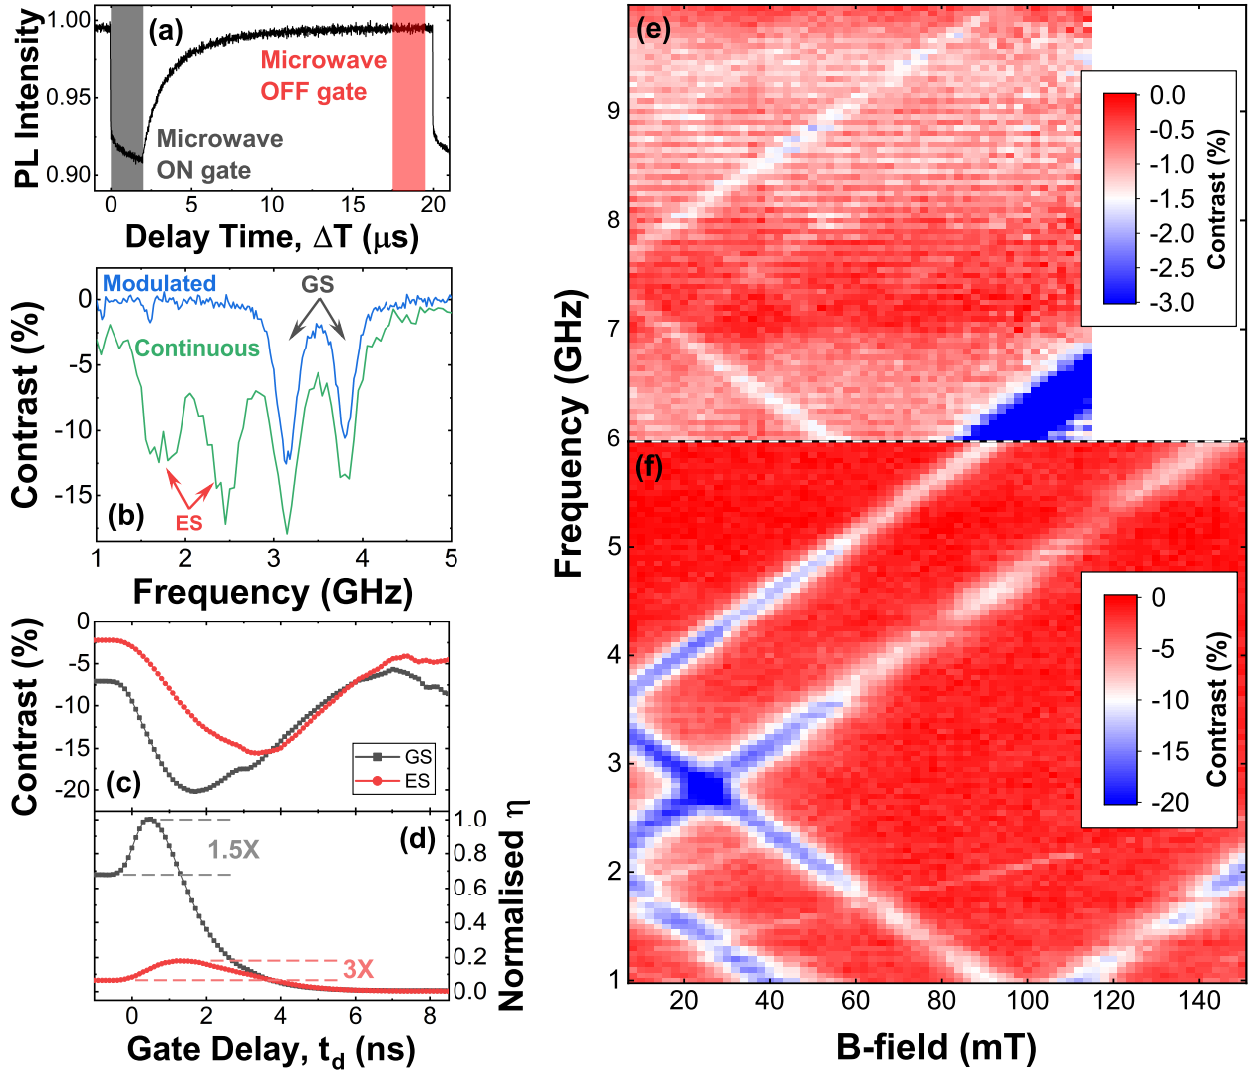 (a)
1.00
0.95
0.90
PL Intensity
Microwave
OFF gate
Microwave
ON gate
0 5 10 15 20
Delay Time, ΔT (μs)
Modulated
GS
Continuous
ES
(b)
0
-5
-10
-15
Contrast (%)
1 2 3 4 5
Frequency (GHz)
0
-5
-10
-15
-20
Contrast (%)
(c)
GS
ES
(d)
1.5X
3X
1.0
0.8
0.6
0.4
0.2
0.0
Normalised η
0 2 4 6 8
Gate Delay, td (ns)
(e)
9
8
7
6
0.0
-0.5
-1.0
-1.5
-2.0
-2.5
-3.0
Contrast (%)
Frequency (GHz)
(f)
5
4
3
2
1
0
-5
-10
-15
-20
Contrast (%)
20 40 60 80 100 120 140
B-field (mT)